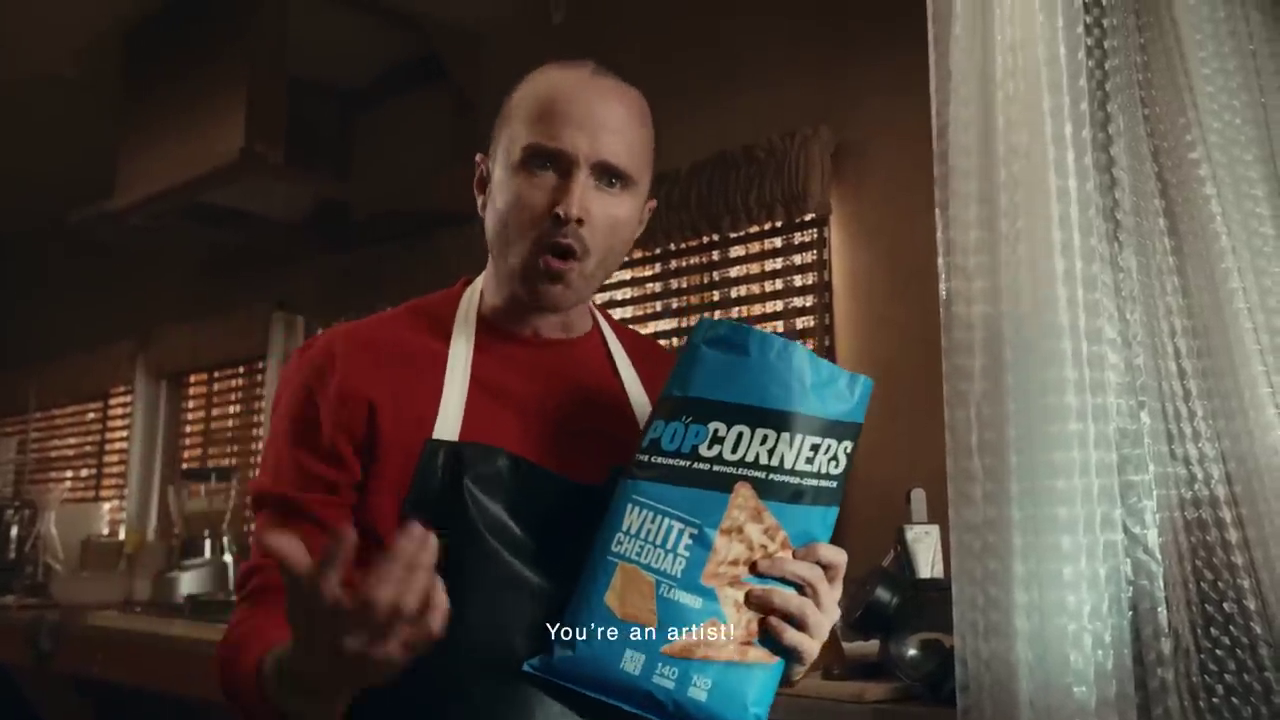 POPCORNERS
THE CRUNCHY AND WHOLESOME POPPED-CORN SNACK
WHITE
CHEDDAR
FLAVORED
You're an artist!
NEVER
FRIED
140
NO